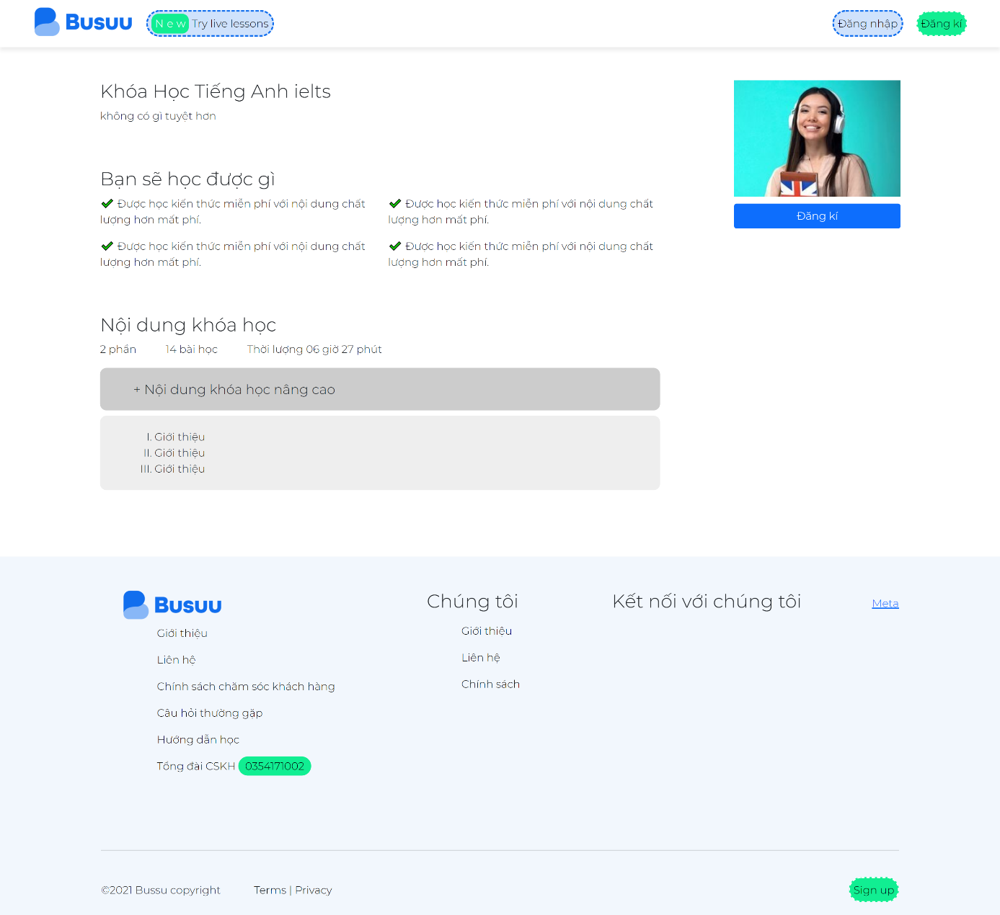 Busuu
New Try live lessons
Đăng nhập
Đăng kí
Khóa Học Tiếng Anh ielts
không có gì tuyệt hơn
Bạn sẽ học được gì
Được học kiến thức miễn phí với nội dung chất
lượng hơn mất phí.
Được học kiến thức miễn phí với nội dung chất
lượng hơn mất phí.
Được học kiến thức miễn phí với nội dung chất
lượng hơn mất phí.
Được học kiến thức miễn phí với nội dung chất
lượng hơn mất phí.
Đăng kí
Nội dung khóa học
2 phần 14 bài học Thời lượng 06 giờ 27 phút
+ Nội dung khóa học nâng cao
I. Giới thiệu
II. Giới thiệu
III. Giới thiệu
Busuu
Giới thiệu
Liên hệ
Chính sách chăm sóc khách hàng
Câu hỏi thường gặp
Hướng dẫn học
Tổng đài CSKH 0354171002
Chúng tôi
Giới thiệu
Liên hệ
Chính sách
Kết nối với chúng tôi
Meta
©2021 Bussu copyright
Terms | Privacy
Sign up